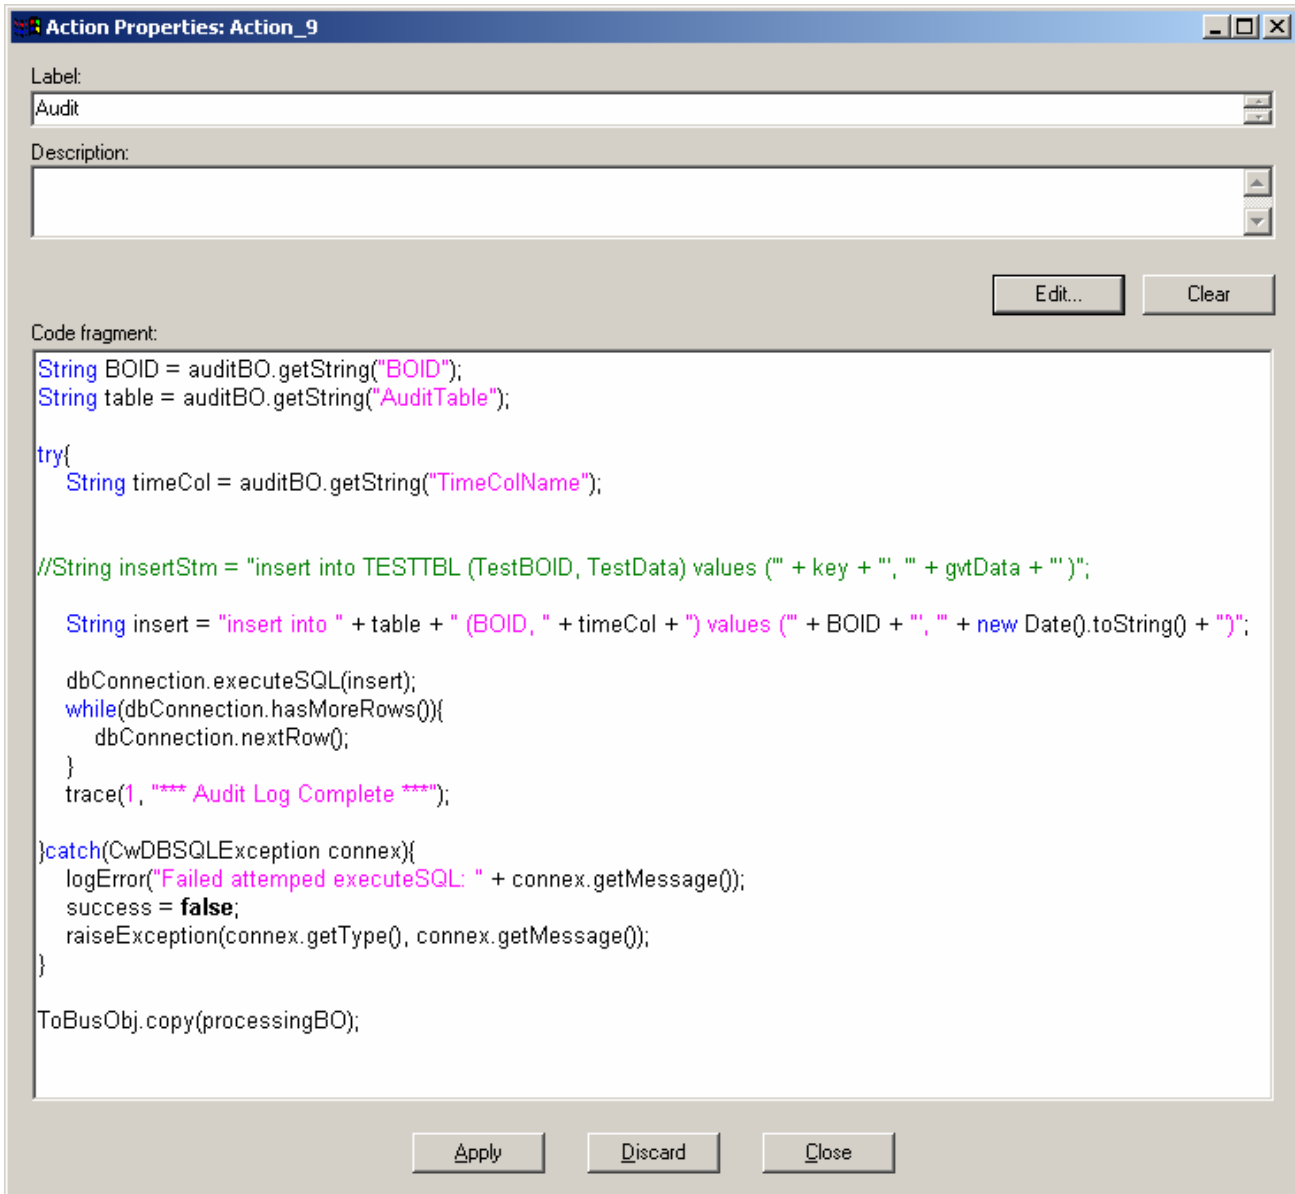 Action Properties: Action_9
Label:
Audit
Description:
Edit...
Clear
Code fragment:
String BOID = auditBO.getString("BOID");
String table = auditBO.getString("AuditTable");
try{
String timeCol = auditBO.getString("TimeColName");
//String insertStm = "insert into TESTTBL (TestBOID, TestData) values ('" + key + "', '" + gvtData + "' )";
String insert = "insert into " + table + " (BOID, " + timeCol + ") values ('" + BOID + "', '" + new Date().toString() + "')";
dbConnection.executeSQL(insert);
while(dbConnection.hasMoreRows()){
dbConnection.nextRow();
}
trace(1, "*** Audit Log Complete ***");
}catch(CwDBSQLException connex){
logError("Failed attemped executeSQL: " + connex.getMessage());
success = false;
raiseException(connex.getType(), connex.getMessage());
}
ToBusObj.copy(processingBO);
Apply
Discard
Close